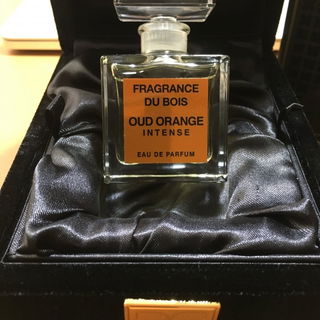 FRAGRANCE
DU BOIS
OUD ORANGE
INTENSE
EAU DE PARFUM